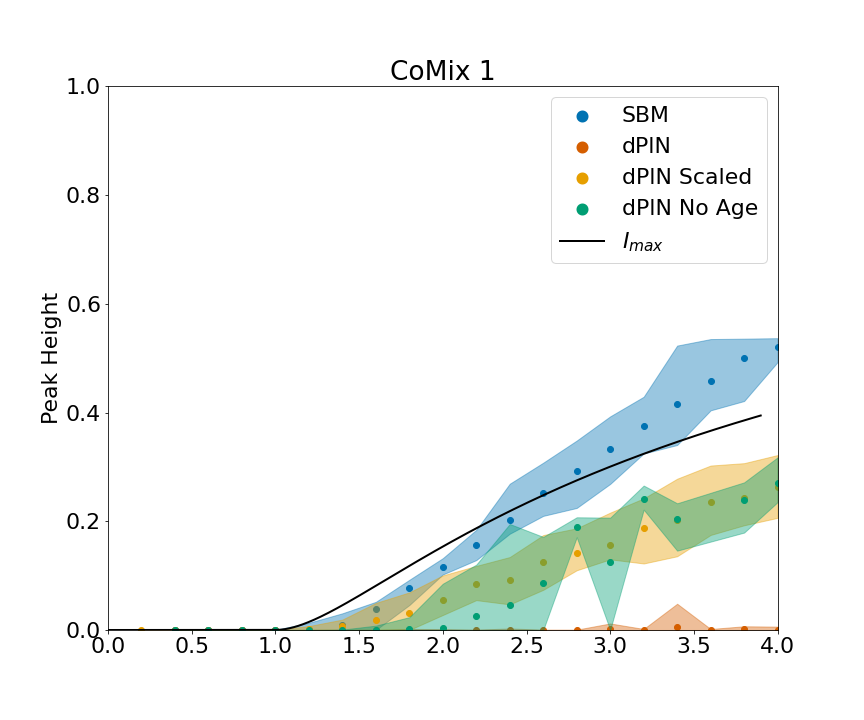 CoMix 1
1.0
0.8
0.6
0.4
0.2
0.0
Peak Height
SBM
dPIN
dPIN Scaled
dPIN No Age
I_max
0.0 0.5 1.0 1.5 2.0 2.5 3.0 3.5 4.0